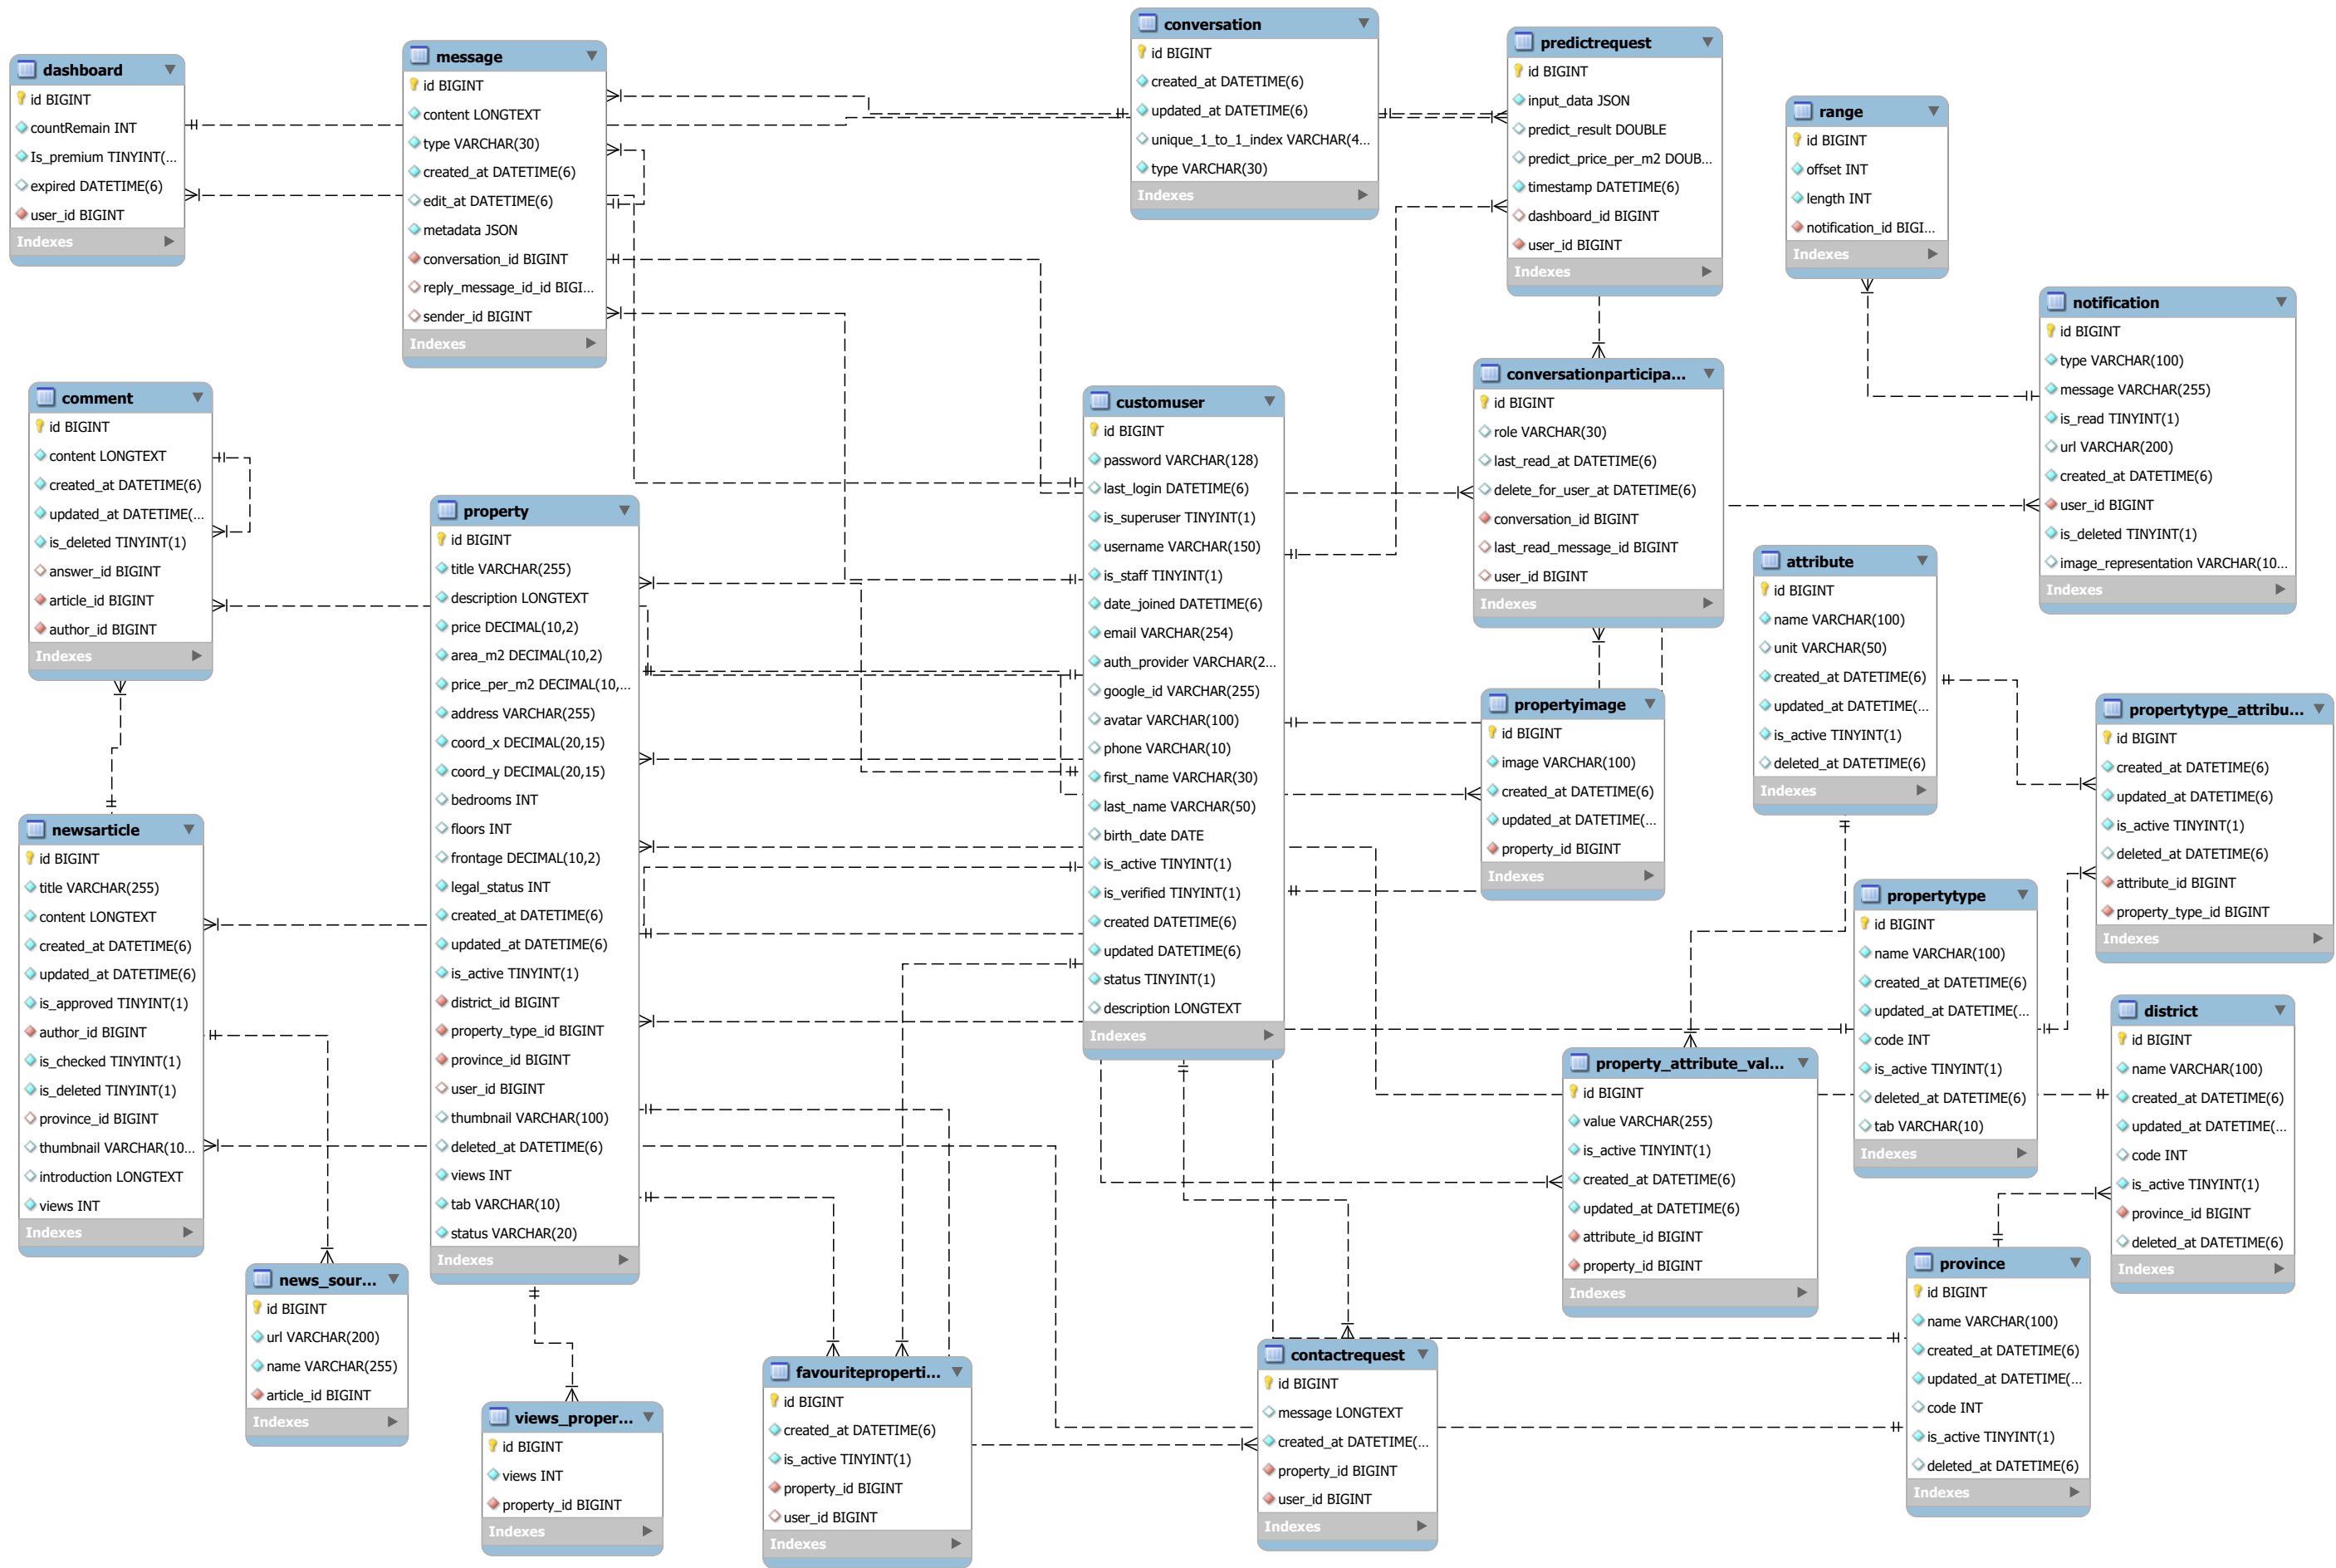 dashboard
id BIGINT
countRemain INT
Is_premium TINYINT(...
expired DATETIME(6)
user_id BIGINT
Indexes
message
id BIGINT
content LONGTEXT
type VARCHAR(30)
created_at DATETIME(6)
edit_at DATETIME(6)
metadata JSON
conversation_id BIGINT
reply_message_id_id BIGI...
sender_id BIGINT
Indexes
conversation
id BIGINT
created_at DATETIME(6)
updated_at DATETIME(6)
unique_1_to_1_index VARCHAR(4...
type VARCHAR(30)
Indexes
predictrequest
id BIGINT
input_data JSON
predict_result DOUBLE
predict_price_per_m2 DOUB...
timestamp DATETIME(6)
dashboard_id BIGINT
user_id BIGINT
Indexes
range
id BIGINT
offset INT
length INT
notification_id BIGI...
Indexes
notification
id BIGINT
type VARCHAR(100)
message VARCHAR(255)
is_read TINYINT(1)
url VARCHAR(200)
created_at DATETIME(6)
user_id BIGINT
is_deleted TINYINT(1)
image_representation VARCHAR(10...
Indexes
comment
id BIGINT
content LONGTEXT
created_at DATETIME(6)
updated_at DATETIME(...
is_deleted TINYINT(1)
answer_id BIGINT
article_id BIGINT
author_id BIGINT
Indexes
property
id BIGINT
title VARCHAR(255)
description LONGTEXT
price DECIMAL(10,2)
area_m2 DECIMAL(10,2)
price_per_m2 DECIMAL(10,...
address VARCHAR(255)
coord_x DECIMAL(20,15)
coord_y DECIMAL(20,15)
bedrooms INT
floors INT
frontage DECIMAL(10,2)
legal_status INT
created_at DATETIME(6)
updated_at DATETIME(6)
is_active TINYINT(1)
district_id BIGINT
property_type_id BIGINT
province_id BIGINT
user_id BIGINT
thumbnail VARCHAR(100)
deleted_at DATETIME(6)
views INT
tab VARCHAR(10)
status VARCHAR(20)
Indexes
customuser
id BIGINT
password VARCHAR(128)
last_login DATETIME(6)
is_superuser TINYINT(1)
username VARCHAR(150)
is_staff TINYINT(1)
date_joined DATETIME(6)
email VARCHAR(254)
auth_provider VARCHAR(2...
google_id VARCHAR(255)
avatar VARCHAR(100)
phone VARCHAR(10)
first_name VARCHAR(30)
last_name VARCHAR(50)
birth_date DATE
is_active TINYINT(1)
is_verified TINYINT(1)
created DATETIME(6)
updated DATETIME(6)
status TINYINT(1)
description LONGTEXT
Indexes
conversationparticipa...
id BIGINT
role VARCHAR(30)
last_read_at DATETIME(6)
delete_for_user_at DATETIME(6)
conversation_id BIGINT
last_read_message_id BIGINT
user_id BIGINT
Indexes
attribute
id BIGINT
name VARCHAR(100)
unit VARCHAR(50)
created_at DATETIME(6)
updated_at DATETIME(...
is_active TINYINT(1)
deleted_at DATETIME(6)
Indexes
propertyimage
id BIGINT
image VARCHAR(100)
created_at DATETIME(6)
updated_at DATETIME(...
property_id BIGINT
Indexes
propertytype_attribu...
id BIGINT
created_at DATETIME(6)
updated_at DATETIME(6)
is_active TINYINT(1)
deleted_at DATETIME(6)
attribute_id BIGINT
property_type_id BIGINT
Indexes
newsarticle
id BIGINT
title VARCHAR(255)
content LONGTEXT
created_at DATETIME(6)
updated_at DATETIME(6)
is_approved TINYINT(1)
author_id BIGINT
is_checked TINYINT(1)
is_deleted TINYINT(1)
province_id BIGINT
thumbnail VARCHAR(10...
introduction LONGTEXT
views INT
Indexes
propertytype
id BIGINT
name VARCHAR(100)
created_at DATETIME(6)
updated_at DATETIME(...
code INT
is_active TINYINT(1)
deleted_at DATETIME(6)
tab VARCHAR(10)
Indexes
district
id BIGINT
name VARCHAR(100)
created_at DATETIME(6)
updated_at DATETIME(...
code INT
is_active TINYINT(1)
province_id BIGINT
deleted_at DATETIME(6)
Indexes
property_attribute_val...
id BIGINT
value VARCHAR(255)
is_active TINYINT(1)
created_at DATETIME(6)
updated_at DATETIME(6)
attribute_id BIGINT
property_id BIGINT
Indexes
province
id BIGINT
name VARCHAR(100)
created_at DATETIME(6)
updated_at DATETIME(...
code INT
is_active TINYINT(1)
deleted_at DATETIME(6)
Indexes
news_sour...
id BIGINT
url VARCHAR(200)
name VARCHAR(255)
article_id BIGINT
Indexes
views_proper...
id BIGINT
views INT
property_id BIGINT
Indexes
favouriteproperti...
id BIGINT
created_at DATETIME(6)
is_active TINYINT(1)
property_id BIGINT
user_id BIGINT
Indexes
contactrequest
id BIGINT
message LONGTEXT
created_at DATETIME(...
property_id BIGINT
user_id BIGINT
Indexes